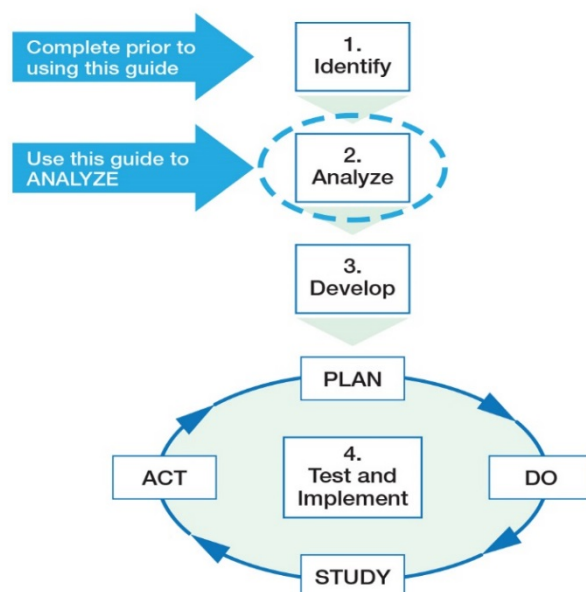 Complete prior to
using this guide
1.
Identify
Use this guide to
ANALYZE
2.
Analyze
3.
Develop
PLAN
ACT
4.
Test and
Implement
DO
STUDY